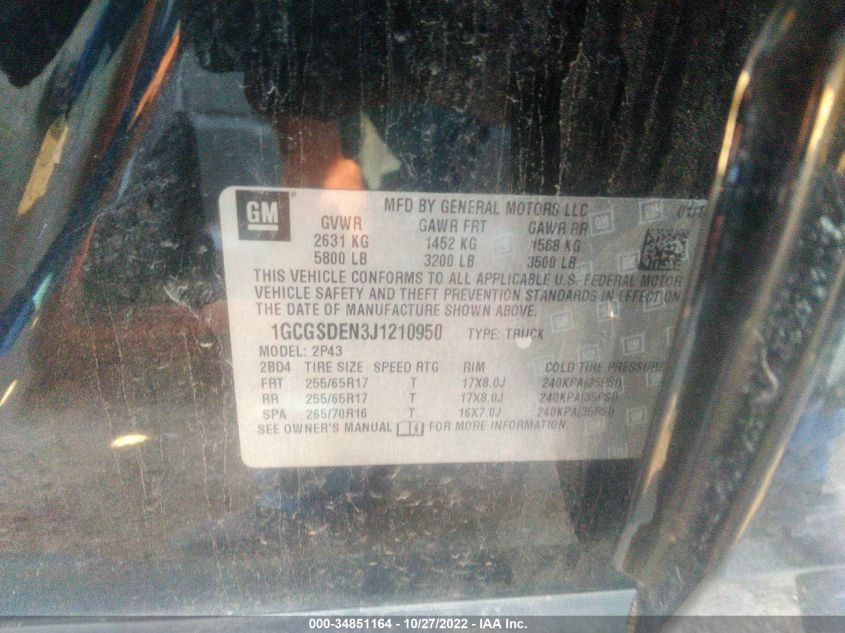 GM
MFD BY GENERAL MOTORS LLC
GVWR GAWR FRT GAWR RR
2631 KG 1452 KG 1588 KG
5800 LB 3200 LB 3500 LB
THIS VEHICLE CONFORMS TO ALL APPLICABLE U.S. FEDERAL MOTOR
VEHICLE SAFETY AND THEFT PREVENTION STANDARDS IN EFFECT ON
THE DATE OF MANUFACTURE SHOWN ABOVE.
1GCGSDEN3J1210950 TYPE: TRUCK
MODEL: 2P43
2BD4 TIRE SIZE SPEED RTG RIM COLD TIRE PRESSURE
FRT 255/65R17 T 17X8.0J 240KPA(35PSI)
RR 255/65R17 T 17X8.0J 240KPA(35PSI)
SPA 265/70R16 T 16X7.0J 240KPA(35PSI)
SEE OWNER'S MANUAL FOR MORE INFORMATION.
000-34851164 - 10/27/2022 - IAA Inc.